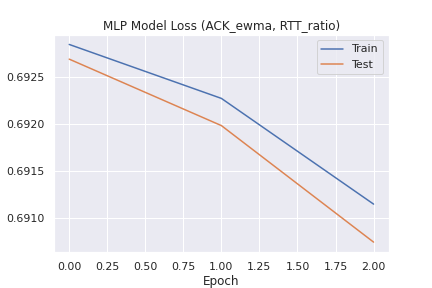 MLP Model Loss (ACK_ewma, RTT_ratio)
Train
Test
0.6925
0.6920
0.6915
0.6910
0.00 0.25 0.50 0.75 1.00 1.25 1.50 1.75 2.00
Epoch